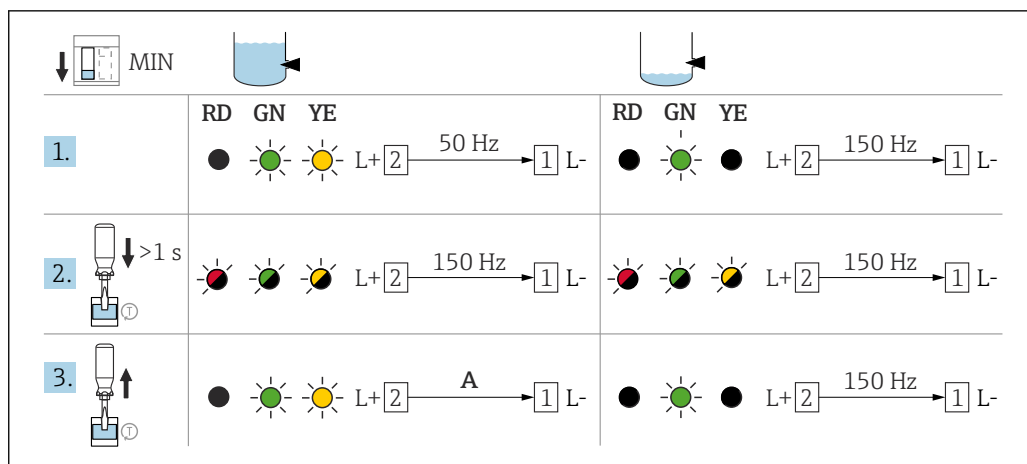 MIN
RD GN YE RD GN YE
1. L+ 2 50 Hz 1 L- L+ 2 150 Hz 1 L-
2. >1 s T L+ 2 150 Hz 1 L- L+ 2 150 Hz 1 L-
3. T L+ 2 A 1 L- L+ 2 150 Hz 1 L-